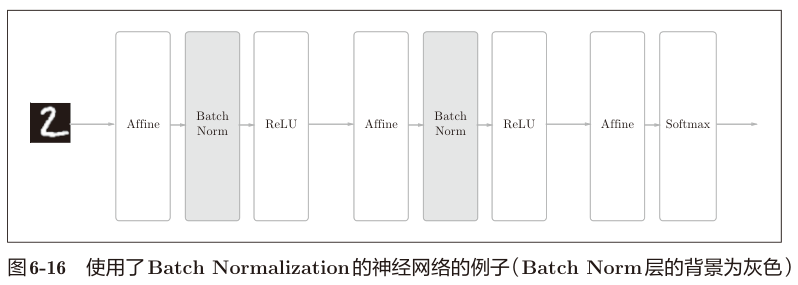 2
Affine
Batch
Norm
ReLU
Affine
Batch
Norm
ReLU
Affine
Softmax
图6-16 使用了Batch Normalization的神经网络的例子（Batch Norm层的背景为灰色）